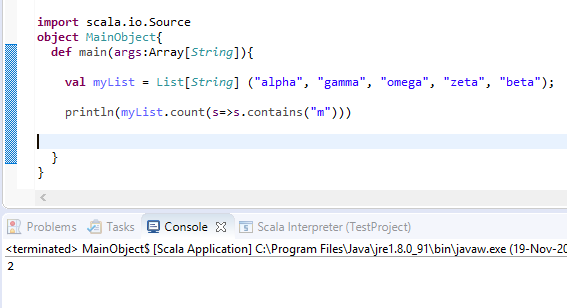 import scala.io.Source
object MainObject{
def main(args:Array[String]){
val myList = List[String] ("alpha", "gamma", "omega", "zeta", "beta");
println(myList.count(s=>s.contains("m")))
}
}
Problems Tasks Console Scala Interpreter (TestProject)
<terminated> MainObject$ [Scala Application] C:\Program Files\Java\jre1.8.0_91\bin\javaw.exe (19-Nov-20
2